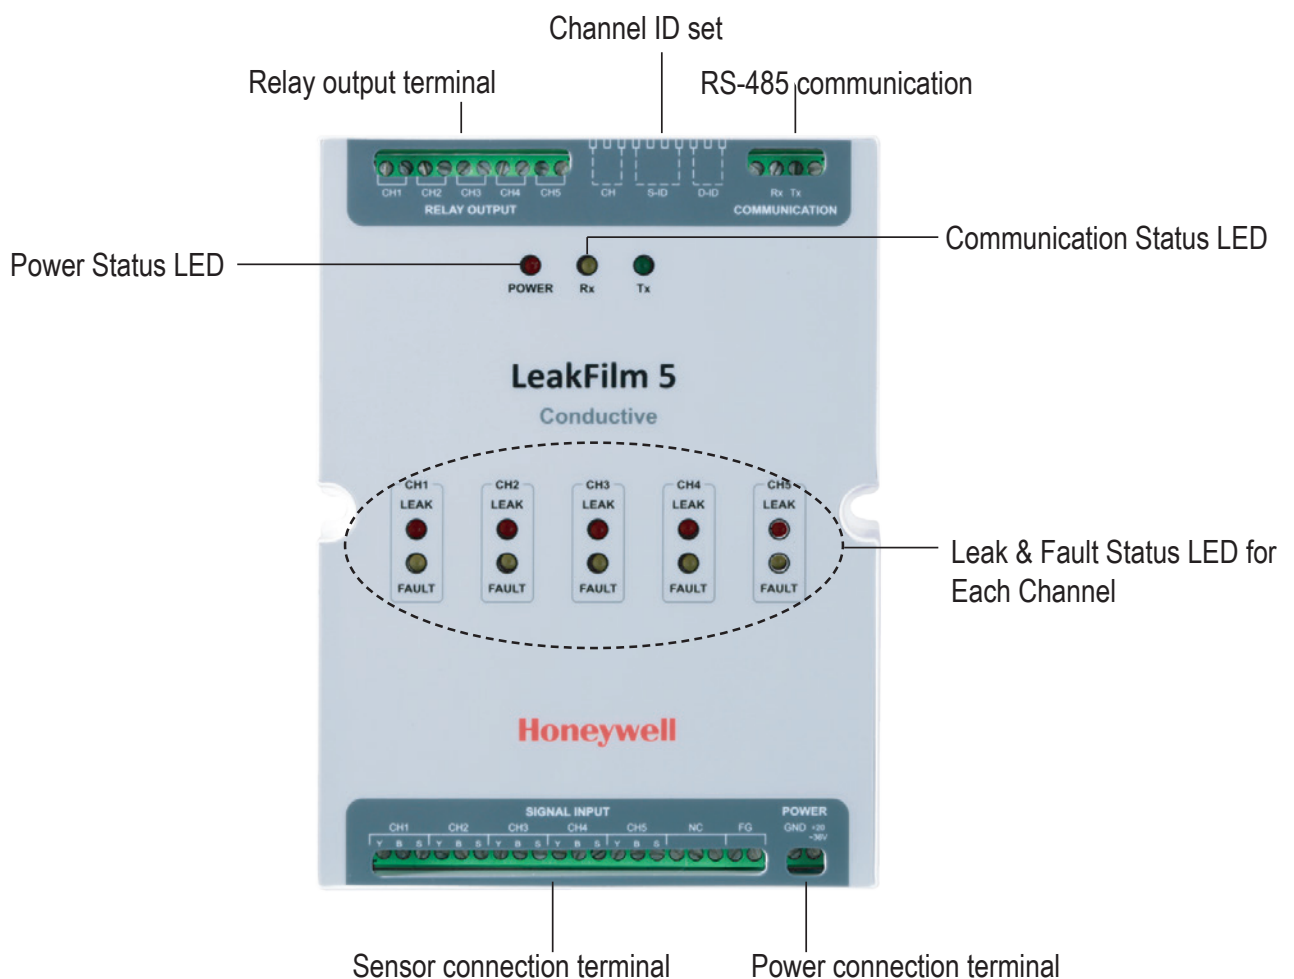 Channel ID set
Relay output terminal
RS-485 communication
CH1 CH2 CH3 CH4 CH5
RELAY OUTPUT
CH S-ID D-ID
Rx Tx
COMMUNICATION
Power Status LED
Communication Status LED
POWER Rx Tx
LeakFilm 5
Conductive
CH1 CH2 CH3 CH4 CH5
LEAK LEAK LEAK LEAK LEAK
FAULT FAULT FAULT FAULT FAULT
Leak & Fault Status LED for
Each Channel
Honeywell
SIGNAL INPUT
CH1 CH2 CH3 CH4 CH5 NC FG
Y B S Y B S Y B S Y B S Y B S
POWER
GND +20
~36V
Sensor connection terminal
Power connection terminal